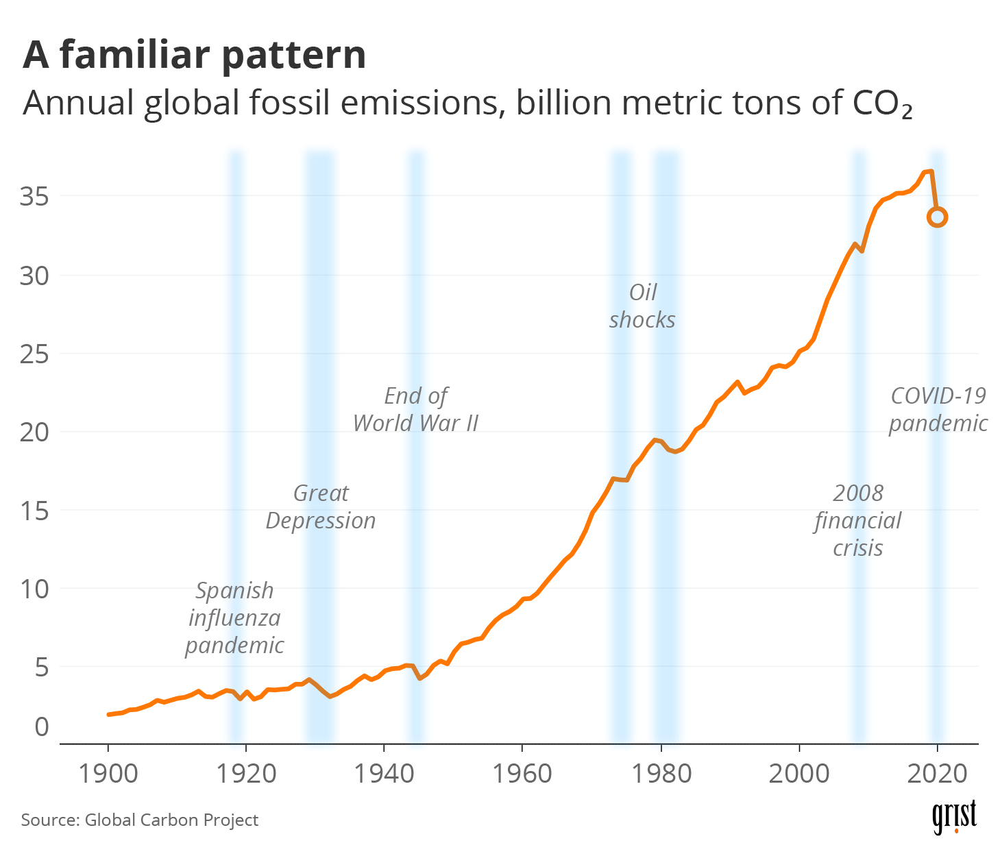 A familiar pattern
Annual global fossil emissions, billion metric tons of CO₂
35
30
25
20
15
10
5
0
Spanish
influenza
pandemic
Great
Depression
End of
World War II
Oil
shocks
2008
financial
crisis
COVID-19
pandemic
1900 1920 1940 1960 1980 2000 2020
Source: Global Carbon Project
grist